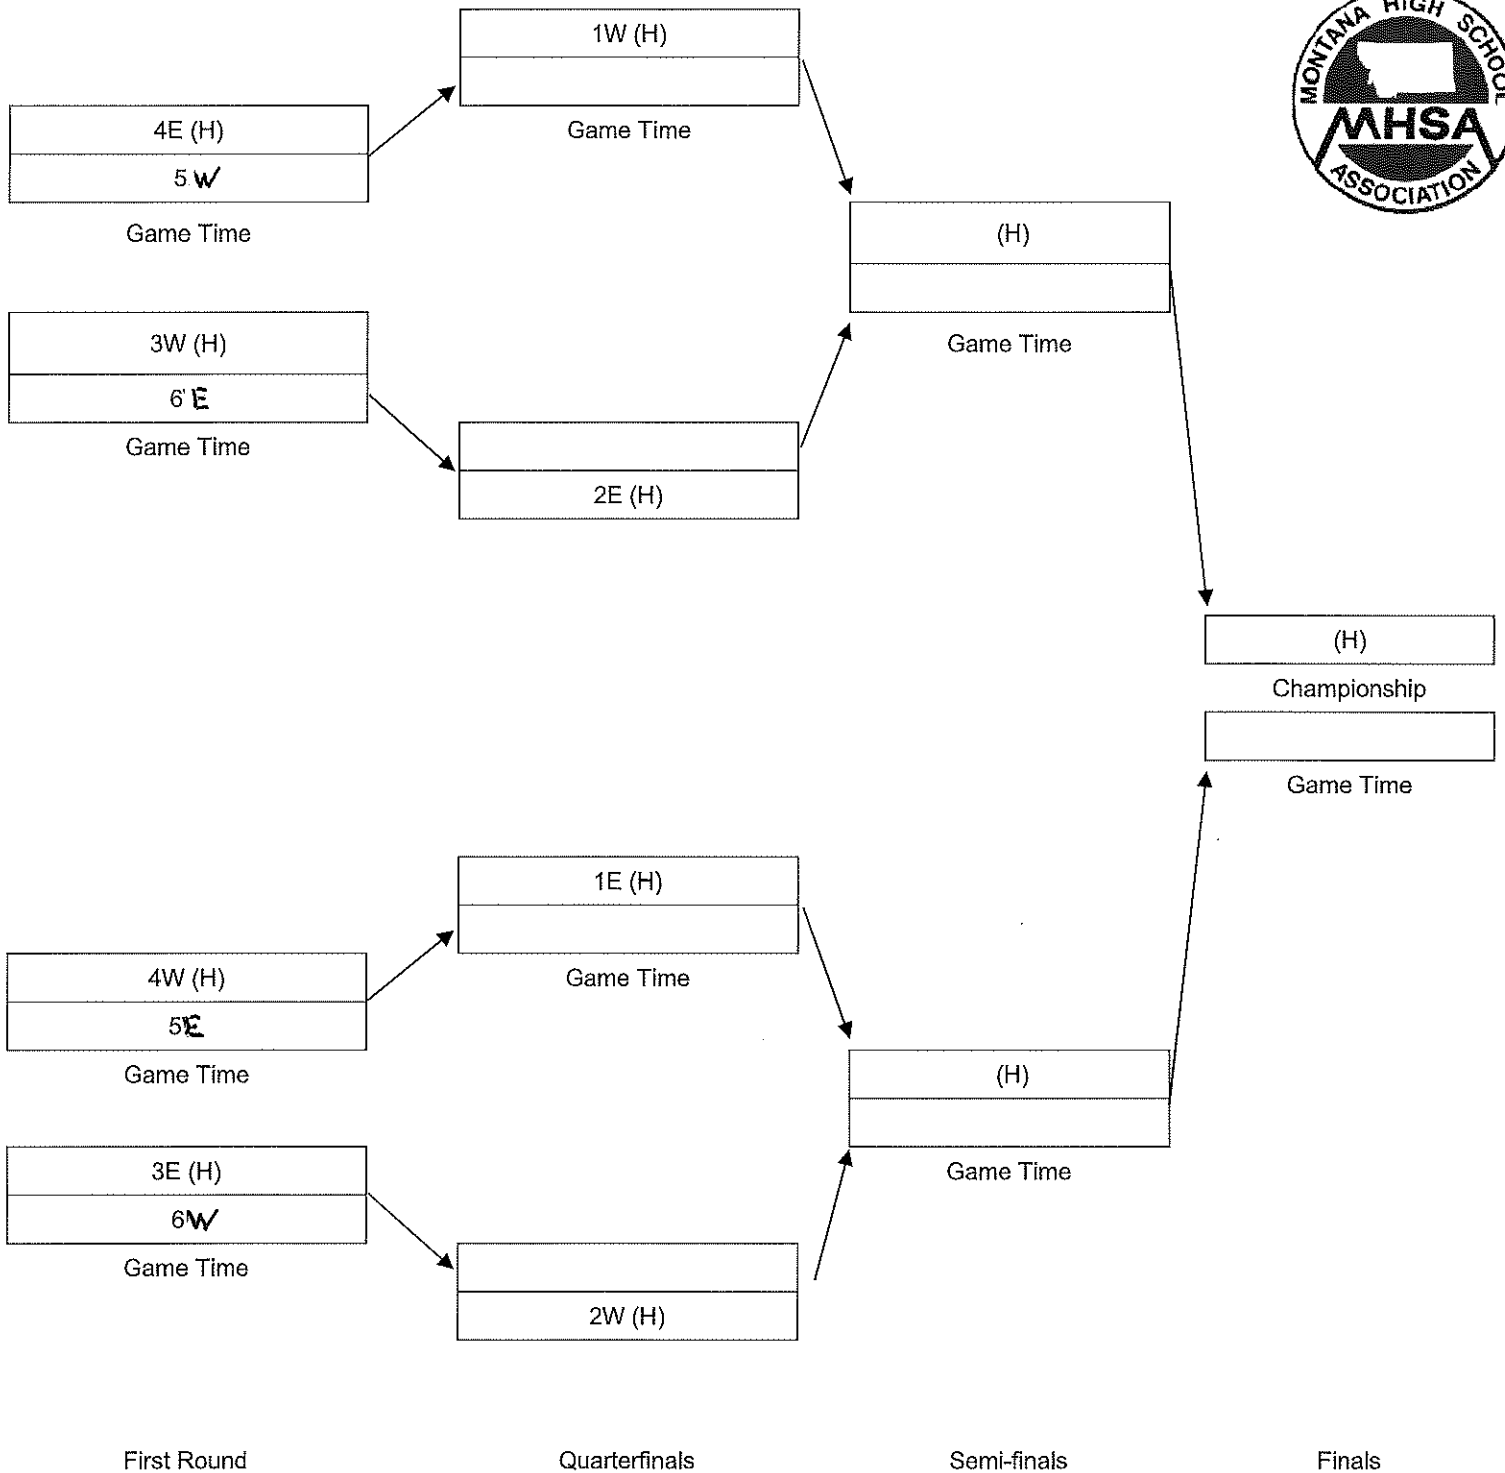 1W (H)
Game Time
4E (H)
5 W
Game Time
3W (H)
6 E
Game Time
2E (H)
(H)
Game Time
MONTANA HIGH SCHOOL
MHSA
ASSOCIATION
(H)
Championship
Game Time
1E (H)
Game Time
4W (H)
5 E
Game Time
3E (H)
6 W
Game Time
2W (H)
(H)
Game Time
First Round
Quarterfinals
Semi-finals
Finals